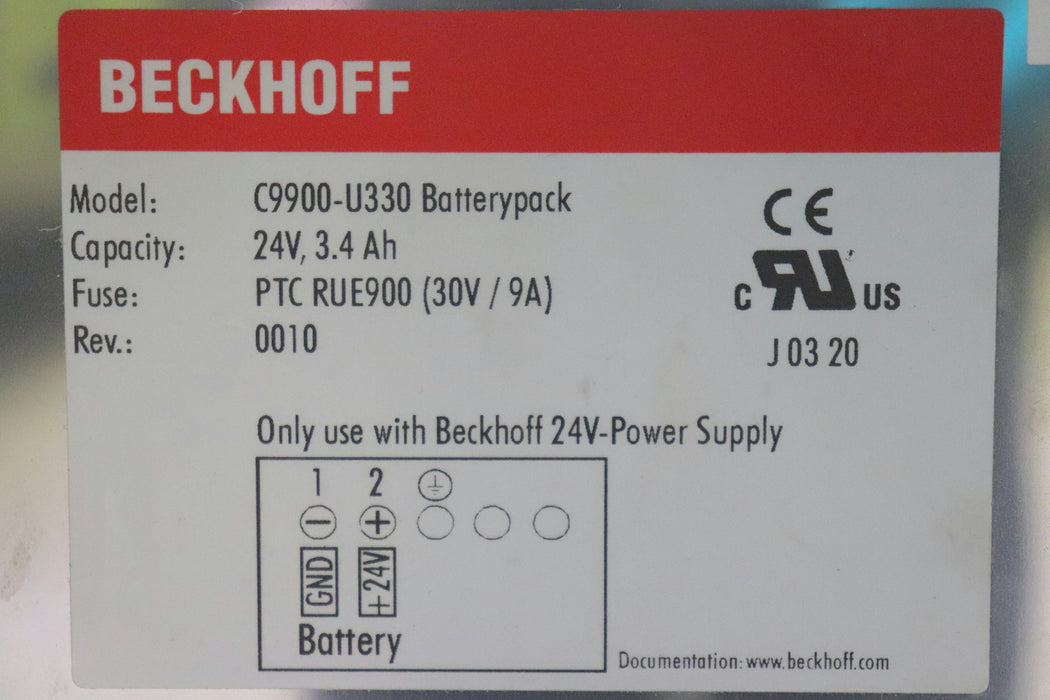 BECKHOFF
Model: C9900-U330 Batterypack
Capacity: 24V, 3.4 Ah
Fuse: PTC RUE900 (30V / 9A)
Rev.: 0010
CE
C RU US
J 03 20
Only use with Beckhoff 24V-Power Supply
1 2
- +
GND +24V
Battery
Documentation: www.beckhoff.com